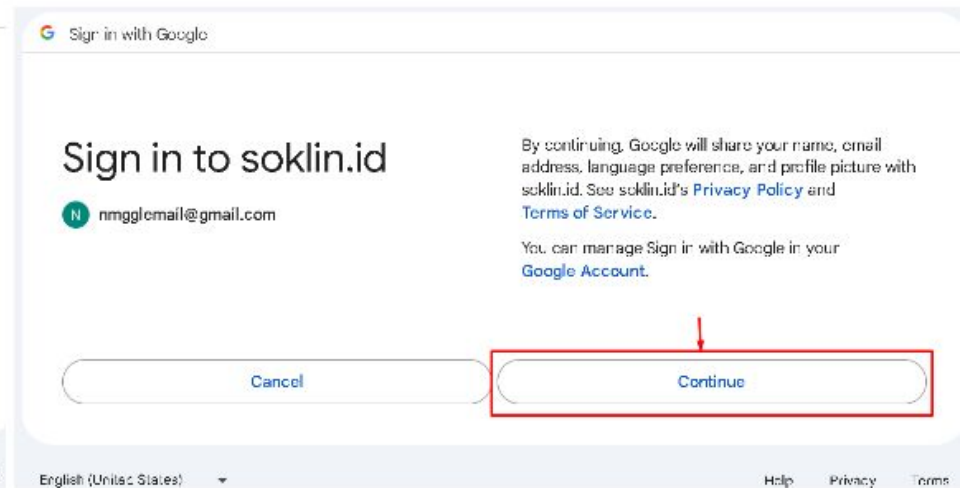 Sign in with Google
Sign in to soklin.id
nmgglemail@gmail.com
By continuing, Google will share your name, email
address, language preference, and profile picture with
soklin.id. See soklin.id's Privacy Policy and
Terms of Service.
You can manage Sign in with Google in your
Google Account.
Cancel
Continue
English (United States)
Help Privacy Terms